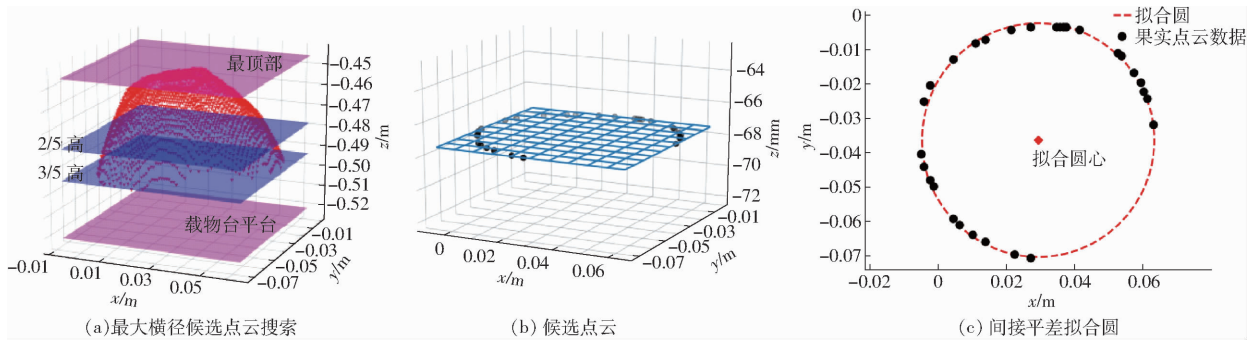 最顶部
2/5 高
3/5 高
载物台平台
-0.45
-0.46
-0.47
-0.48
-0.49
-0.50
-0.51
-0.52
z/m
-0.01
-0.03
-0.05
-0.07
y/m
-0.01
0.01
0.03
0.05
x/m
(a)最大横径候选点云搜索
-64
-66
-68
-70
-72
z/mm
-0.01
-0.03
-0.05
-0.07
y/m
0
0.02
0.04
0.06
x/m
(b) 候选点云
拟合圆
果实点云数据
拟合圆心
0
-0.01
-0.02
-0.03
-0.04
-0.05
-0.06
-0.07
y/m
-0.02
0
0.02
0.04
0.06
x/m
(c) 间接平差拟合圆